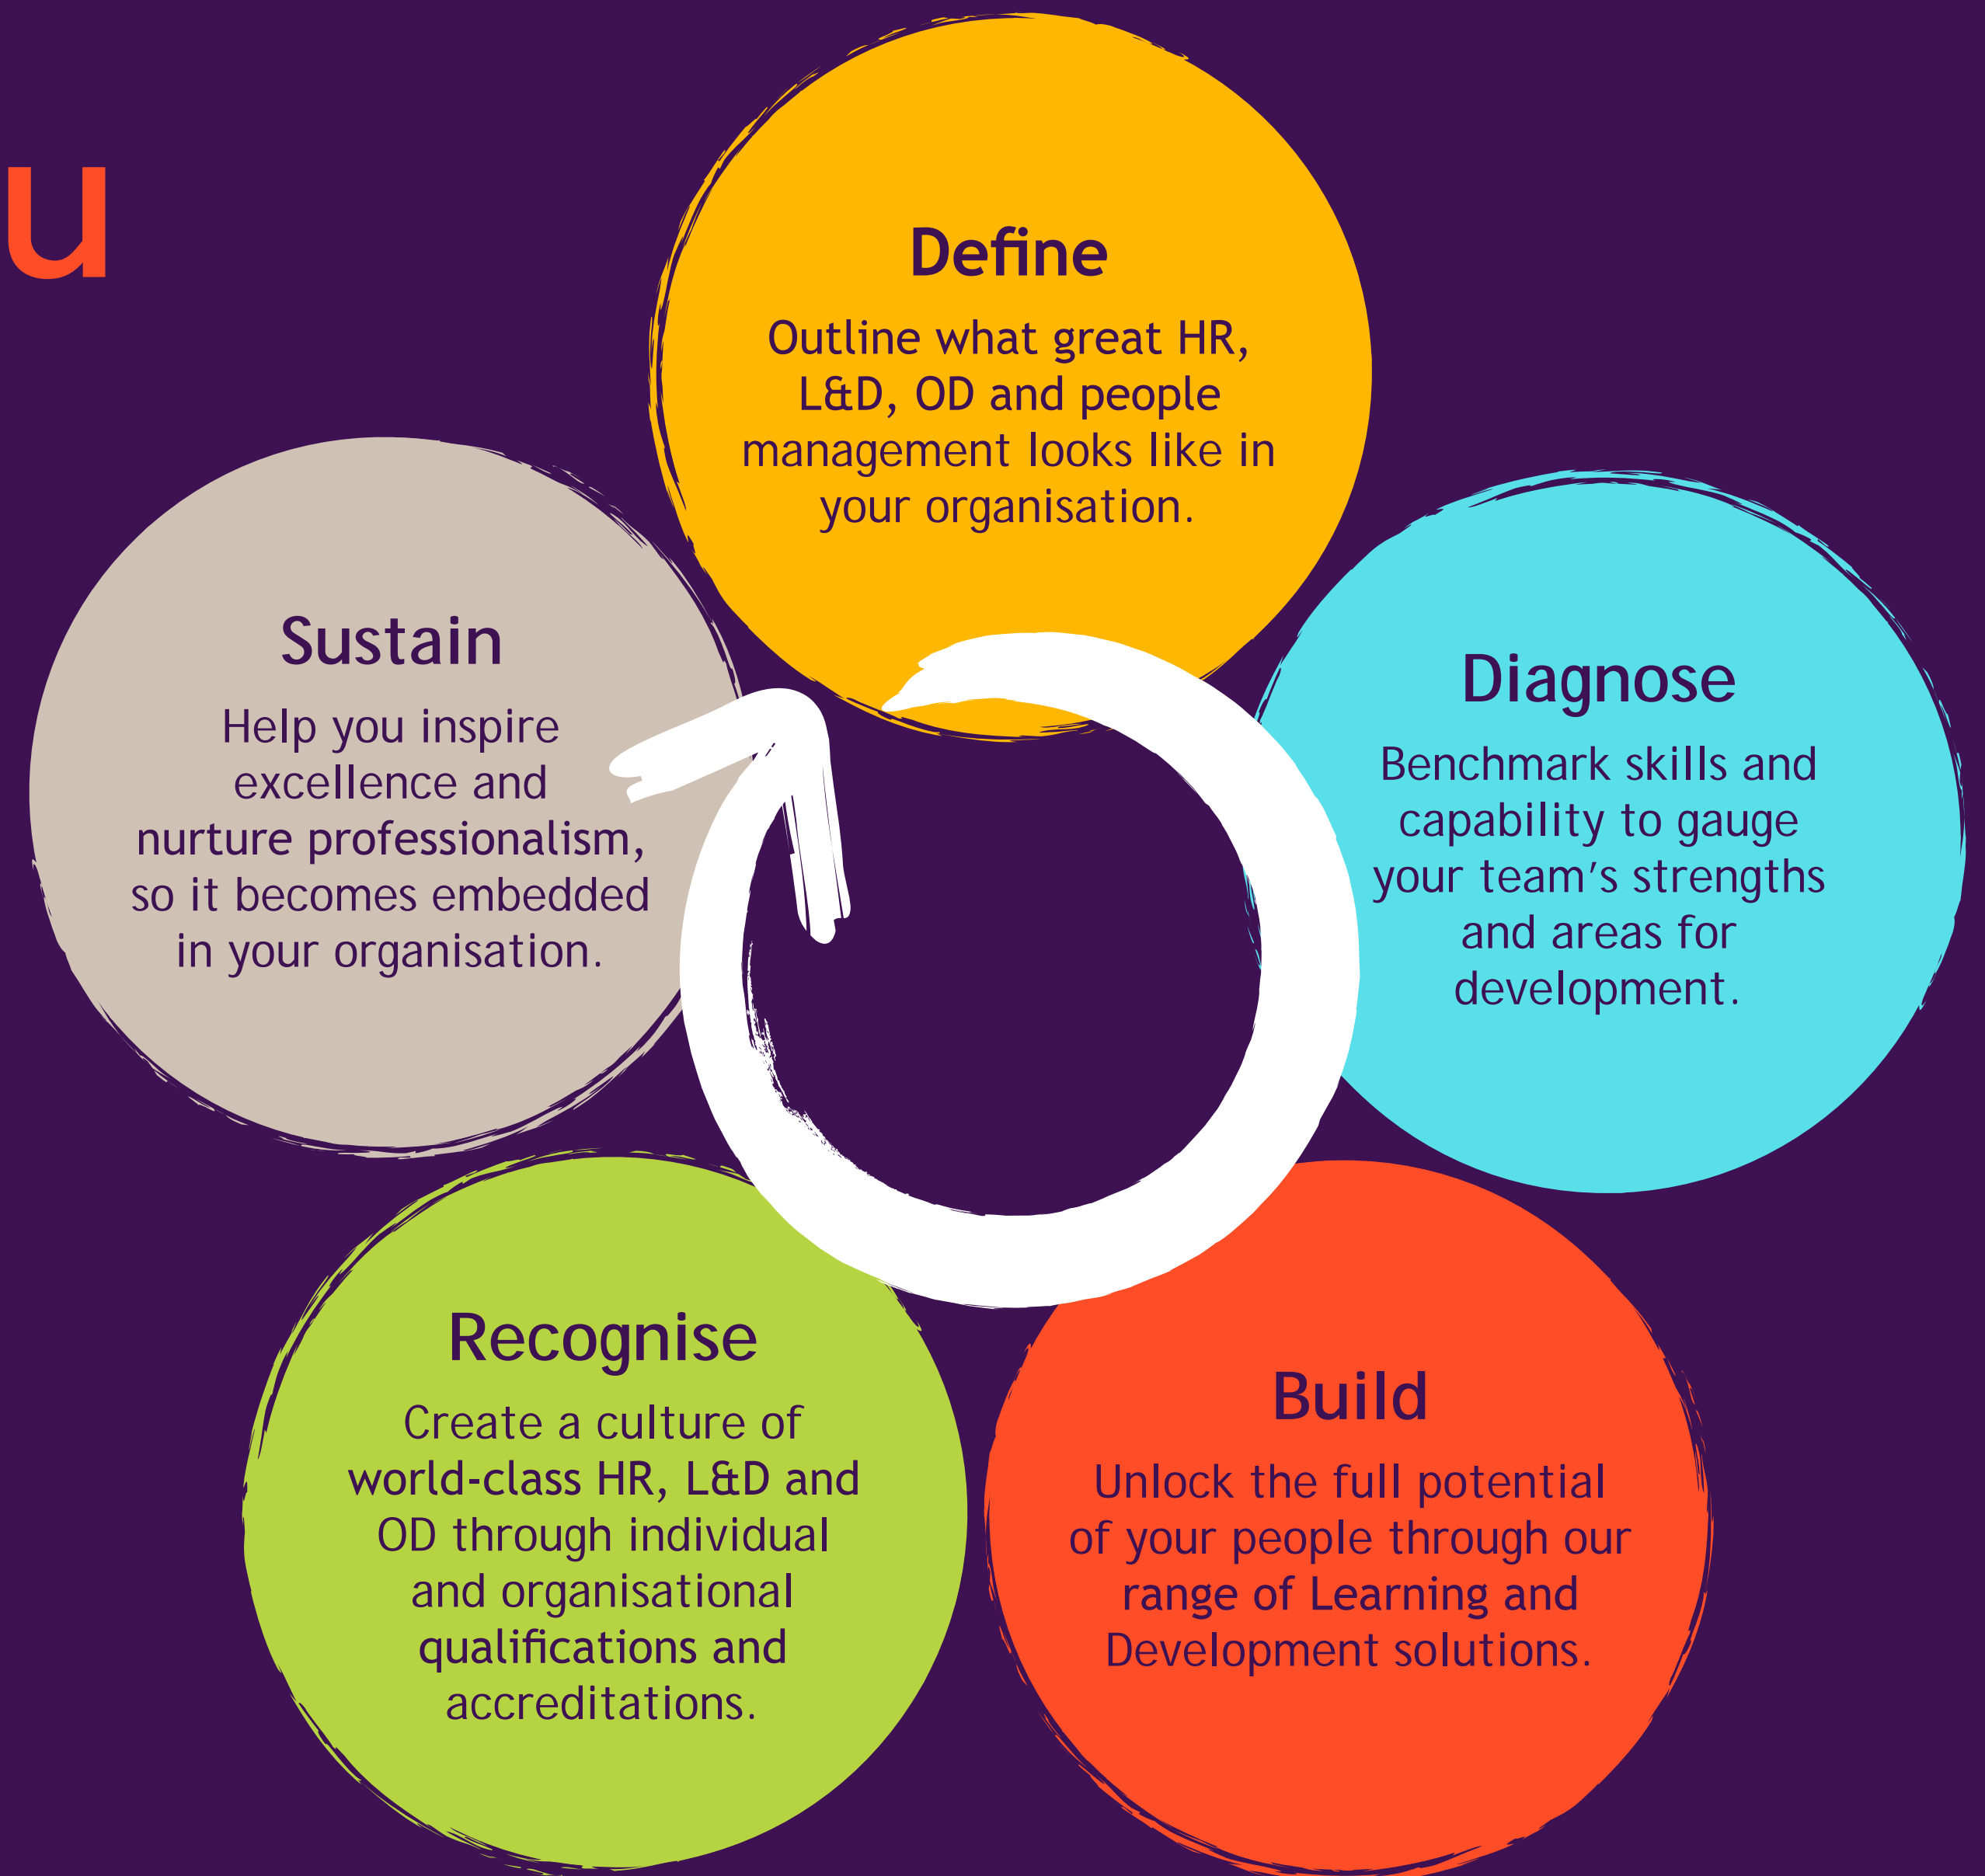 u
Define
Outline what great HR,
L&D, OD and people
management looks like in
your organisation.
Diagnose
Benchmark skills and
capability to gauge
your team’s strengths
and areas for
development.
Build
Unlock the full potential
of your people through our
range of Learning and
Development solutions.
Recognise
Create a culture of
world-class HR, L&D and
OD through individual
and organisational
qualifications and
accreditations.
Sustain
Help you inspire
excellence and
nurture professionalism,
so it becomes embedded
in your organisation.